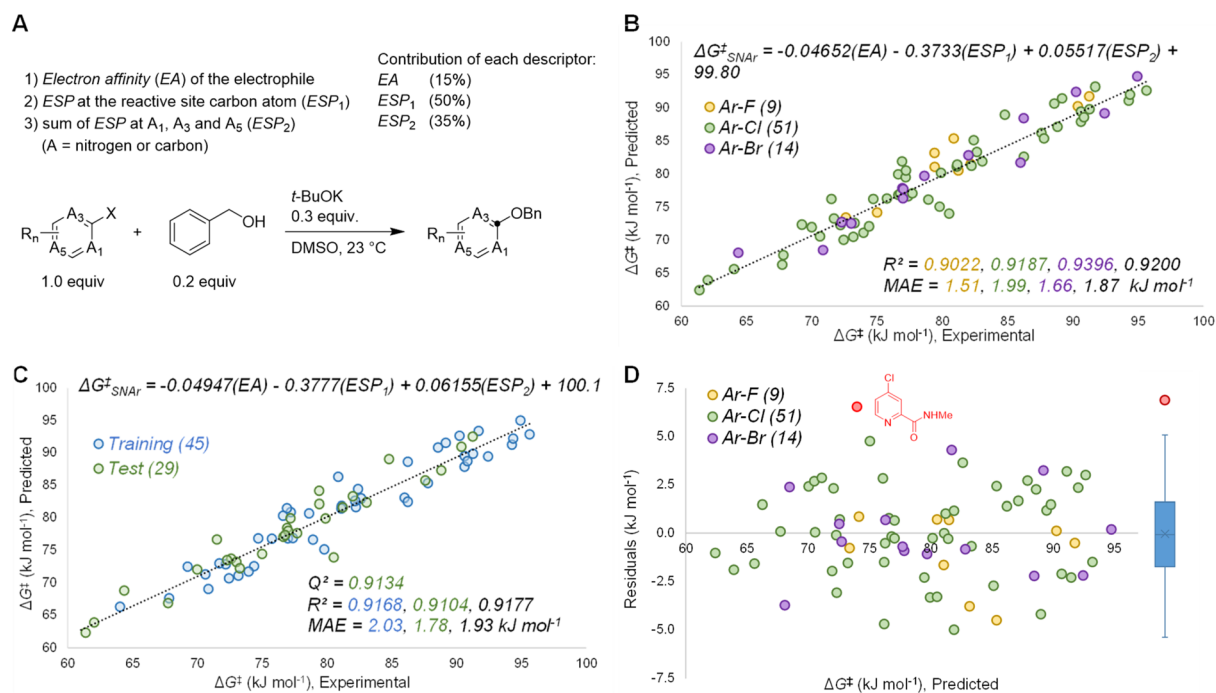 A
1) Electron affinity (EA) of the electrophile
2) ESP at the reactive site carbon atom (ESP₁)
3) sum of ESP at A₁, A₃ and A₅ (ESP₂)
(A = nitrogen or carbon)
Contribution of each descriptor:
EA (15%)
ESP₁ (50%)
ESP₂ (35%)
Rₙ
A₃
X
A₅
A₁
+
OH
t-BuOK
0.3 equiv.
DMSO, 23 °C
Rₙ
A₃
OBn
A₅
A₁
1.0 equiv
0.2 equiv
B
ΔG‡SNAr = -0.04652(EA) - 0.3733(ESP₁) + 0.05517(ESP₂) +
99.80
Ar-F (9)
Ar-Cl (51)
Ar-Br (14)
R² = 0.9022, 0.9187, 0.9396, 0.9200
MAE = 1.51, 1.99, 1.66, 1.87 kJ mol⁻¹
ΔG‡ (kJ mol⁻¹), Predicted
100
95
90
85
80
75
70
65
60
60 65 70 75 80 85 90 95 100
ΔG‡ (kJ mol⁻¹), Experimental
C
ΔG‡SNAr = -0.04947(EA) - 0.3777(ESP₁) + 0.06155(ESP₂) + 100.1
Training (45)
Test (29)
Q² = 0.9134
R² = 0.9168, 0.9104, 0.9177
MAE = 2.03, 1.78, 1.93 kJ mol⁻¹
ΔG‡ (kJ mol⁻¹), Predicted
100
95
90
85
80
75
70
65
60
60 65 70 75 80 85 90 95 100
ΔG‡ (kJ mol⁻¹), Experimental
D
Ar-F (9)
Ar-Cl (51)
Ar-Br (14)
Cl
N
NHMe
O
Residuals (kJ mol⁻¹)
7.5
5.0
2.5
0.0
-2.5
-5.0
-7.5
60 65 70 75 80 85 90 95
ΔG‡ (kJ mol⁻¹), Predicted